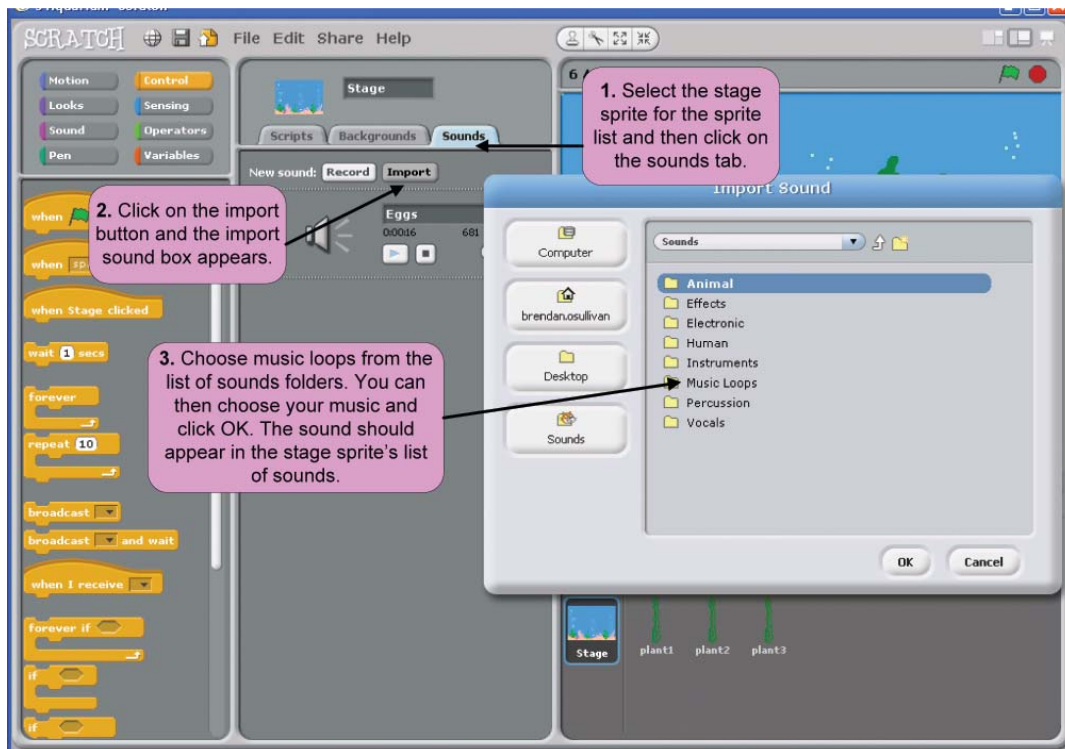 SCRATCH File Edit Share Help
Motion Control
Looks Sensing
Sound Operators
Pen Variables
Stage
Scripts Backgrounds Sounds
New sound: Record Import
Eggs
0:00:16 681
when
when
when Stage clicked
wait 1 secs
forever
repeat 10
broadcast
broadcast and wait
when I receive
forever if
if
if
1. Select the stage
sprite for the sprite
list and then click on
the sounds tab.
2. Click on the import
button and the import
sound box appears.
3. Choose music loops from the
list of sounds folders. You can
then choose your music and
click OK. The sound should
appear in the stage sprite's list
of sounds.
Import Sound
Computer
brendan.osullivan
Desktop
Sounds
Sounds
Animal
Effects
Electronic
Human
Instruments
Music Loops
Percussion
Vocals
OK Cancel
Stage plant1 plant2 plant3